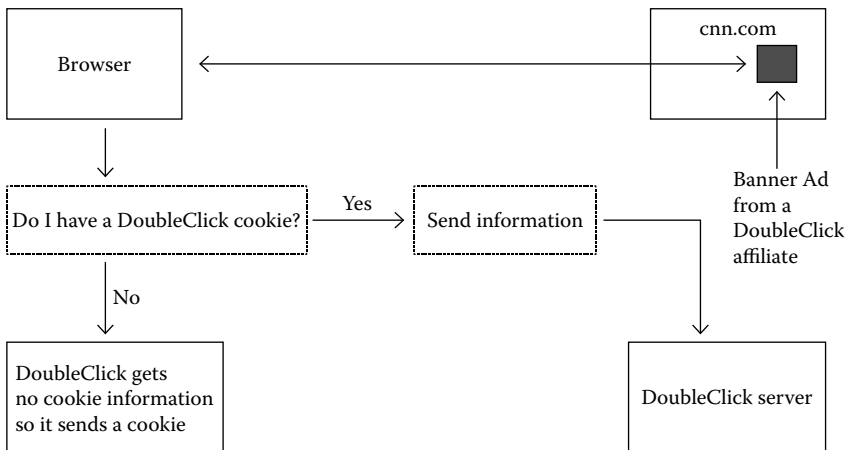 Browser
cnn.com
Banner Ad
from a
DoubleClick
affiliate
Do I have a DoubleClick cookie?
Yes
Send information
No
DoubleClick gets
no cookie information
so it sends a cookie
DoubleClick server